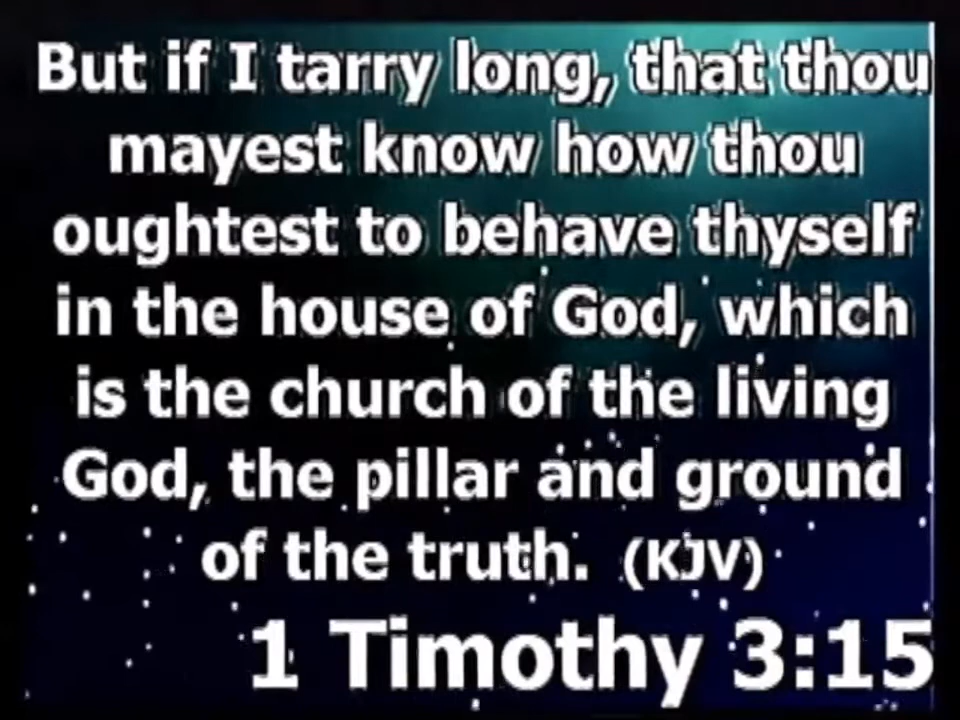 But if I tarry long, that thou
mayest know how thou
oughtest to behave thyself
in the house of God, which
is the church of the living
God, the pillar and ground
of the truth. (KJV)
1 Timothy 3:15